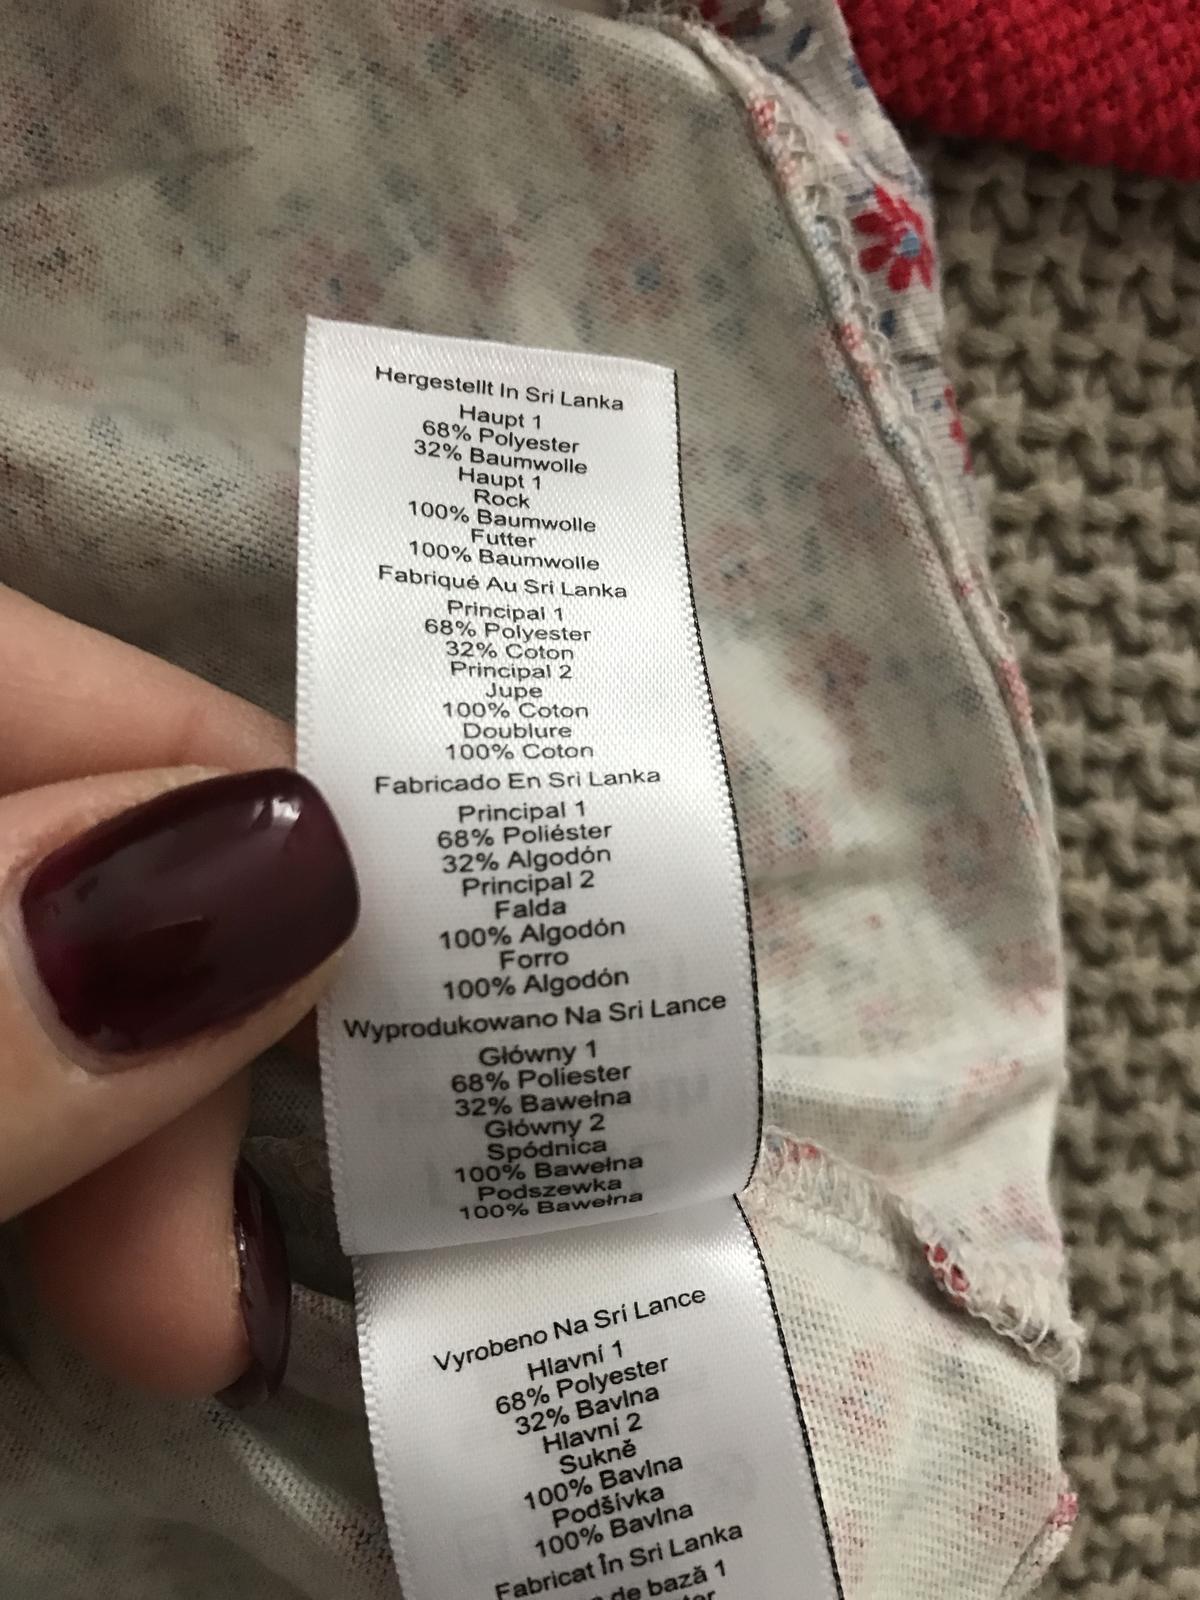 Hergestellt In Sri Lanka
Haupt 1
68% Polyester
32% Baumwolle
Haupt 1
Rock
100% Baumwolle
Futter
100% Baumwolle
Fabriqué Au Sri Lanka
Principal 1
68% Polyester
32% Coton
Principal 2
Jupe
100% Coton
Doublure
100% Coton
Fabricado En Sri Lanka
Principal 1
68% Poliéster
32% Algodón
Principal 2
Falda
100% Algodón
Forro
100% Algodón
Wyprodukowano Na Sri Lance
Główny 1
68% Poliester
32% Bawełna
Główny 2
Spódnica
100% Bawełna
Podszewka
100% Bawełna
Vyrobeno Na Srí Lance
Hlavní 1
68% Polyester
32% Bavlna
Hlavní 2
Sukně
100% Bavlna
Podšívka
100% Bavlna
Fabricat În Sri Lanka
de bază 1